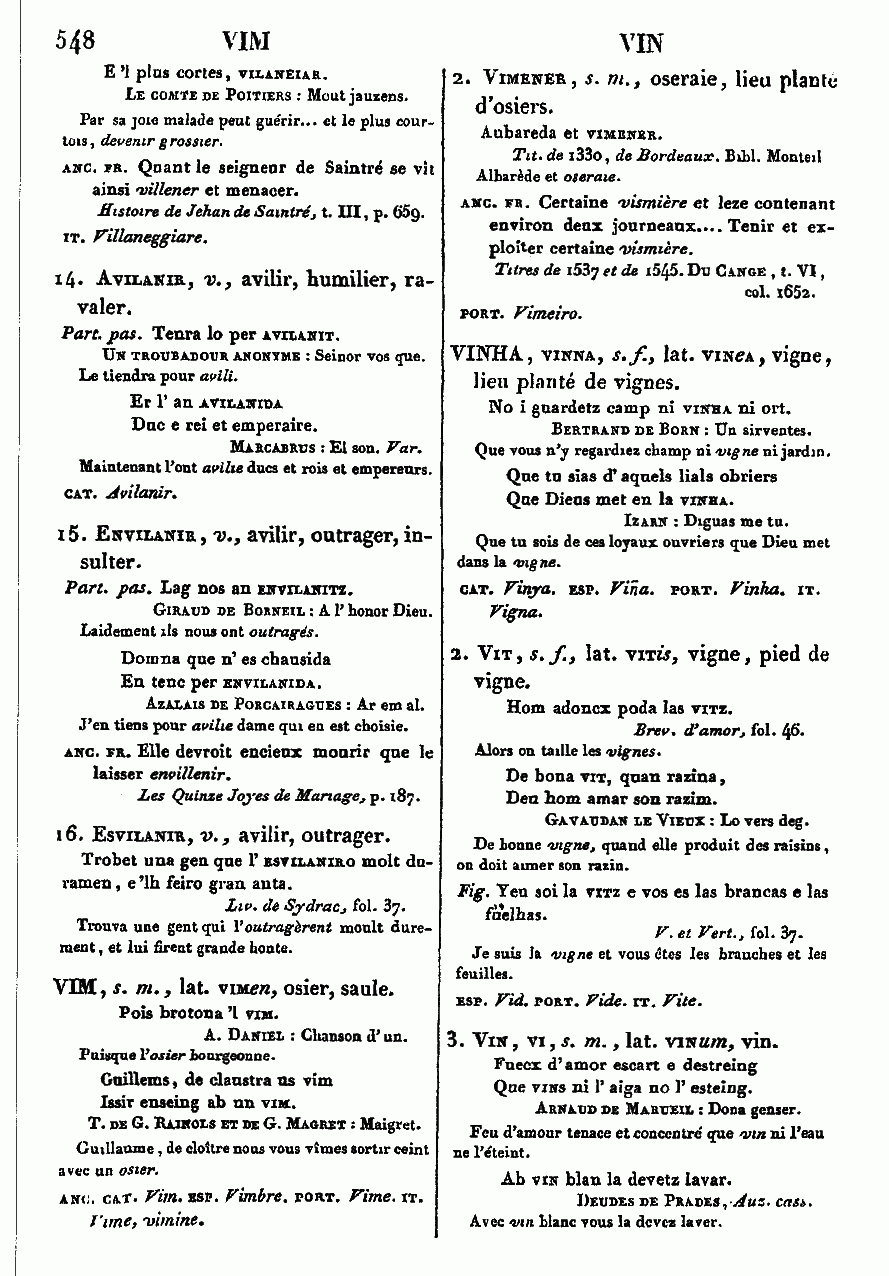 548 VIM VIN
E 'l plus cortes, VILANEIAR.
LE COMTE DE POITIERS : Mout jauzens.
Par sa joie malade peut guérir... et le plus cour-
tois, devenir grossier.
ANC. FR. Quant le seigneur de Saintré se vit
ainsi villener et menacer.
Histoire de Jehan de Saintré, t. III, p. 659.
IT. Villaneggiare.
14. AVILANIR, v., avilir, humilier, ra-
valer.
Part. pas. Tenra lo per AVILANIT.
UN TROUBADOUR ANONYME : Seinor vos que.
Le tiendra pour avili.
Er l' an AVILANIDA
Duc e rei et emperaire.
MARCABRUS : El son. Var.
Maintenant l'ont avilie ducs et rois et empereurs.
CAT. Avilanir.
15. ENVILANIR, v., avilir, outrager, in-
sulter.
Part. pas. Lag nos an ENVILANITZ.
GIRAUD DE BORNEIL : A l' honor Dieu.
Laidement ils nous ont outragés.
Domna que n' es chausida
En tenc per ENVILANIDA.
AZALAIS DE PORCAIRAGUES : Ar em al.
J'en tiens pour avilie dame qui en est choisie.
ANC. FR. Elle devroit encieux mourir que le
laisser envillenir.
Les Quinze Joyes de Mariage, p. 187.
16. ESVILANIR, v., avilir, outrager.
Trobet una gen que l' ESVILANIRO molt du-
ramen, e 'lh feiro gran anta.
Liv. de Sydrac, fol. 37.
Trouva une gent qui l'outragèrent moult dure-
ment, et lui firent grande honte.
VIM, s. m., lat. VIMen, osier, saule.
Pois brotona 'l VIM.
A. DANIEL : Chanson d' un.
Puisque l'osier bourgeonne.
Guillems, de claustra us vim
Issir enseing ab un VIM.
T. DE G. RAINOLS ET DE G. MAGRET : Maigret.
Guillaume, de cloître nous vous vîmes sortir ceint
avec un osier.
ANC. CAT. Vim. ESP. Vimbre. PORT. Vime. IT.
Vime, vimine.
2. VIMENER, s. m., oseraie, lieu planté
d'osiers.
Aubareda et VIMENER.
Tit. de 1330, de Bordeaux. Bibl. Monteil
Albarède et oseraie.
ANC. FR. Certaine vismière et leze contenant
environ deux journeaux.... Tenir et ex-
ploiter certaine vismière.
Titres de 1537 et de 1545. DU CANGE, t. VI,
col. 1652.
PORT. Vimeiro.
VINHA, VINNA, s. f., lat. VINeA, vigne,
lieu planté de vignes.
No i guardetz camp ni VINHA ni ort.
BERTRAND DE BORN : Un sirventes.
Que vous n'y regardiez champ ni vigne ni jardin.
Que tu sias d' aquels lials obriers
Que Dieus met en la VINHA.
IZARN : Diguas me tu.
Que tu sois de ces loyaux ouvriers que Dieu met
dans la vigne.
CAT. Vinya. ESP. Viña. PORT. Vinha. IT.
Vigna.
2. VIT, s. f., lat. VITis, vigne, pied de
vigne.
Hom adoncx poda las VITZ.
Brev. d'amor, fol. 46.
Alors on taille les vignes.
De bona VIT, quan razina,
Deu hom amar son razim.
GAVAUDAN LE VIEUX : Lo vers deg.
De bonne vigne, quand elle produit des raisins,
on doit aimer son razin.
Fig. Yeu soi la VITZ e vos es las brancas e las
fuelhas.
V. et Vert., fol. 37.
Je suis la vigne et vous êtes les branches et les
feuilles.
ESP. Vid. PORT. Vide. IT. Vite.
3. VIN, VI, s. m., lat. VINum, vin.
Fuecx d' amor escart e destreing
Que VINS ni l' aiga no l' esteing.
ARNAUD DE MARUEIL : Dona genser.
Feu d'amour tenace et concentré que vin ni l'eau
ne l'éteint.
Ab VIN blan la devetz lavar.
DEUDES DE PRADES, Auz. cass.
Avec vin blanc vous la devez laver.